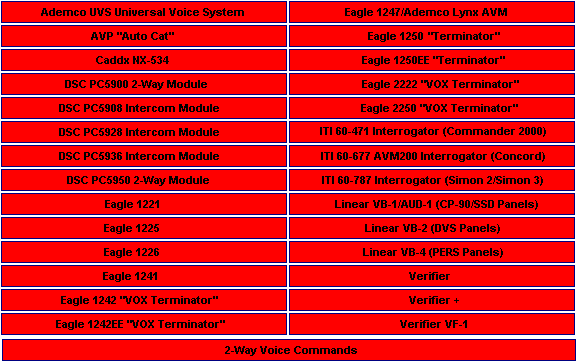 Ademco UVS Universal Voice System
Eagle 1247/Ademco Lynx AVM
AVP "Auto Cat"
Eagle 1250 "Terminator"
Caddx NX-534
Eagle 1250EE "Terminator"
DSC PC5900 2-Way Module
Eagle 2222 "VOX Terminator"
DSC PC5908 Intercom Module
Eagle 2250 "VOX Terminator"
DSC PC5928 Intercom Module
ITI 60-471 Interrogator (Commander 2000)
DSC PC5936 Intercom Module
ITI 60-677 AVM200 Interrogator (Concord)
DSC PC5950 2-Way Module
ITI 60-787 Interrogator (Simon 2/Simon 3)
Eagle 1221
Linear VB-1/AUD-1 (CP-90/SSD Panels)
Eagle 1225
Linear VB-2 (DVS Panels)
Eagle 1226
Linear VB-4 (PERS Panels)
Eagle 1241
Verifier
Eagle 1242 "VOX Terminator"
Verifier +
Eagle 1242EE "VOX Terminator"
Verifier VF-1
2-Way Voice Commands